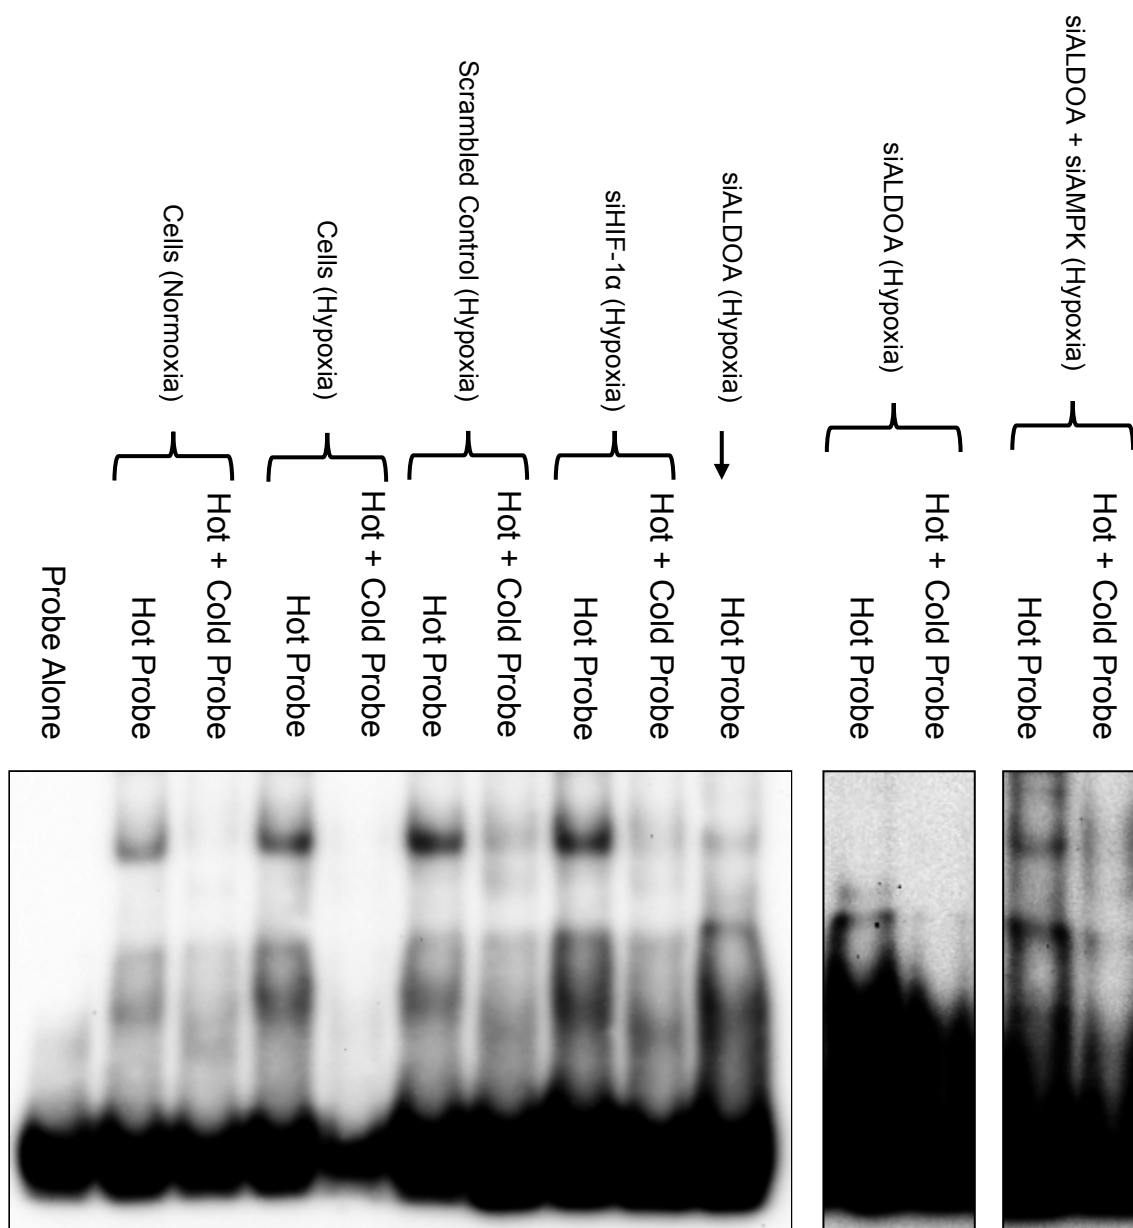 Cells (Normoxia)
Cells (Hypoxia)
Scrambled Control (Hypoxia)
siHIF-1α (Hypoxia)
siALDOA (Hypoxia)
siALDOA (Hypoxia)
siALDOA + siAMPK (Hypoxia)
Probe Alone
Hot Probe
Hot + Cold Probe
Hot Probe
Hot + Cold Probe
Hot Probe
Hot + Cold Probe
Hot Probe
Hot + Cold Probe
Hot Probe
Hot Probe
Hot + Cold Probe
Hot Probe
Hot + Cold Probe